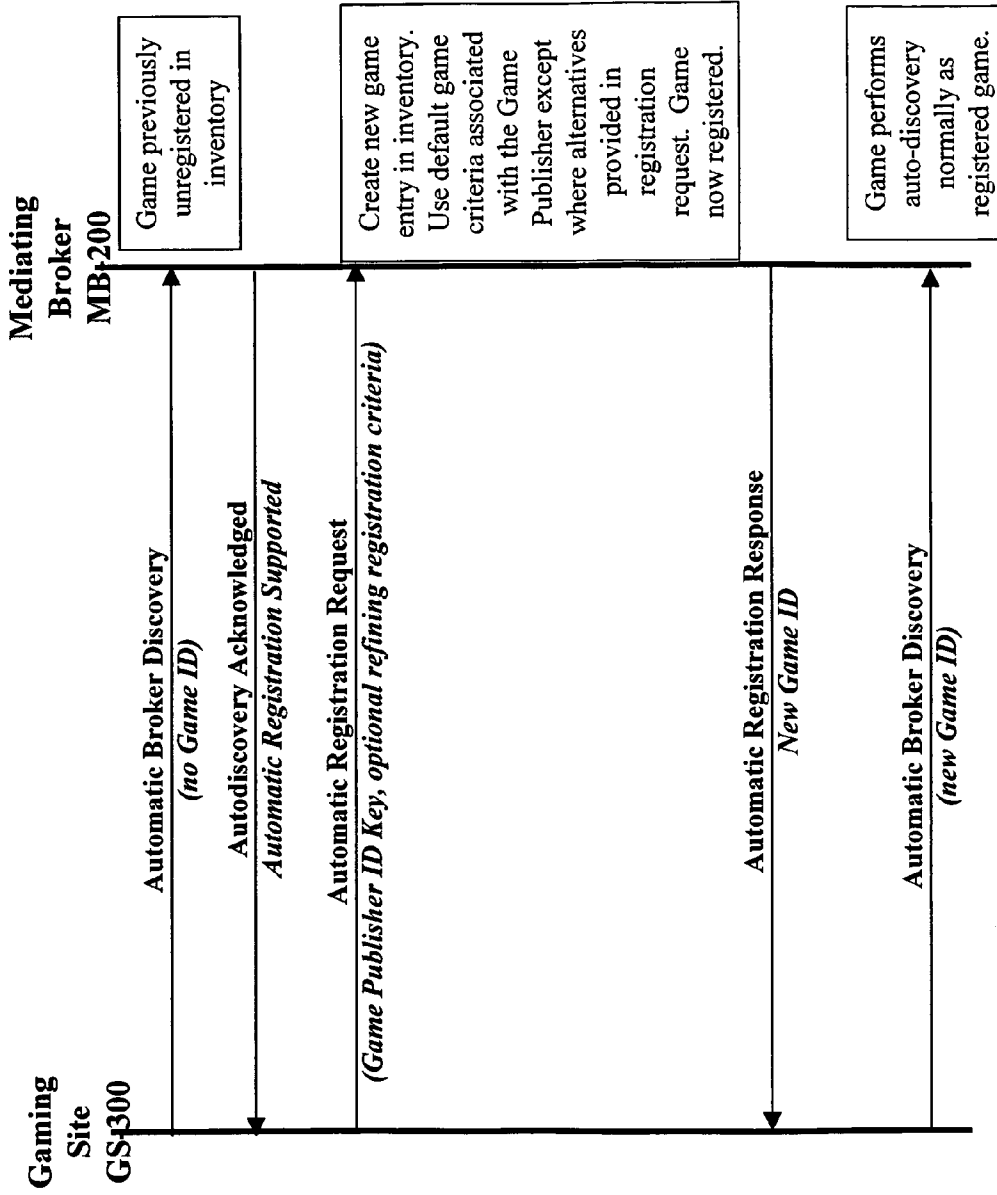 Gaming
Site
GS-300
Mediating
Broker
MB-200
Automatic Broker Discovery
(no Game ID)
Game previously
unregistered in
inventory
Autodiscovery Acknowledged
Automatic Registration Supported
Automatic Registration Request
(Game Publisher ID Key, optional refining registration criteria)
Create new game
entry in inventory.
Use default game
criteria associated
with the Game
Publisher except
where alternatives
provided in
registration
request. Game
now registered.
Automatic Registration Response
New Game ID
Automatic Broker Discovery
(new Game ID)
Game performs
auto-discovery
normally as
registered game.